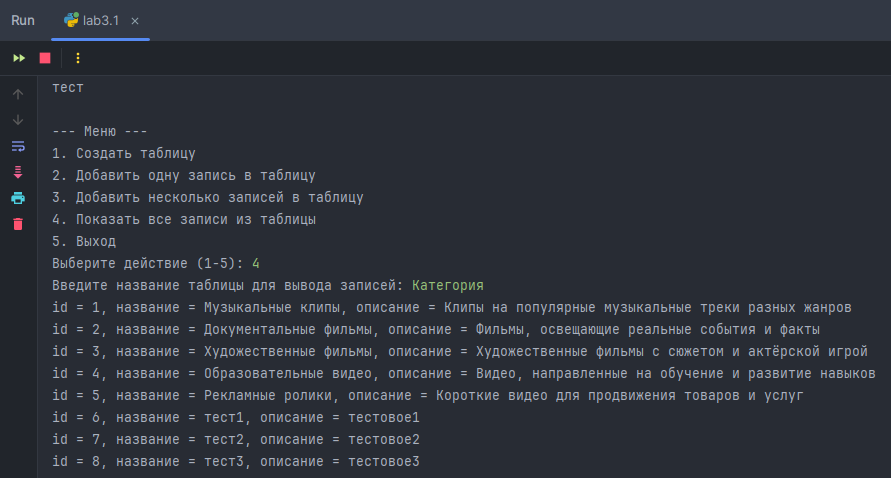 Run lab3.1
тест
--- Меню ---
1. Создать таблицу
2. Добавить одну запись в таблицу
3. Добавить несколько записей в таблицу
4. Показать все записи из таблицы
5. Выход
Выберите действие (1-5): 4
Введите название таблицы для вывода записей: Категория
id = 1, название = Музыкальные клипы, описание = Клипы на популярные музыкальные треки разных жанров
id = 2, название = Документальные фильмы, описание = Фильмы, освещающие реальные события и факты
id = 3, название = Художественные фильмы, описание = Художественные фильмы с сюжетом и актёрской игрой
id = 4, название = Образовательные видео, описание = Видео, направленные на обучение и развитие навыков
id = 5, название = Рекламные ролики, описание = Короткие видео для продвижения товаров и услуг
id = 6, название = тест1, описание = тестовое1
id = 7, название = тест2, описание = тестовое2
id = 8, название = тест3, описание = тестовое3